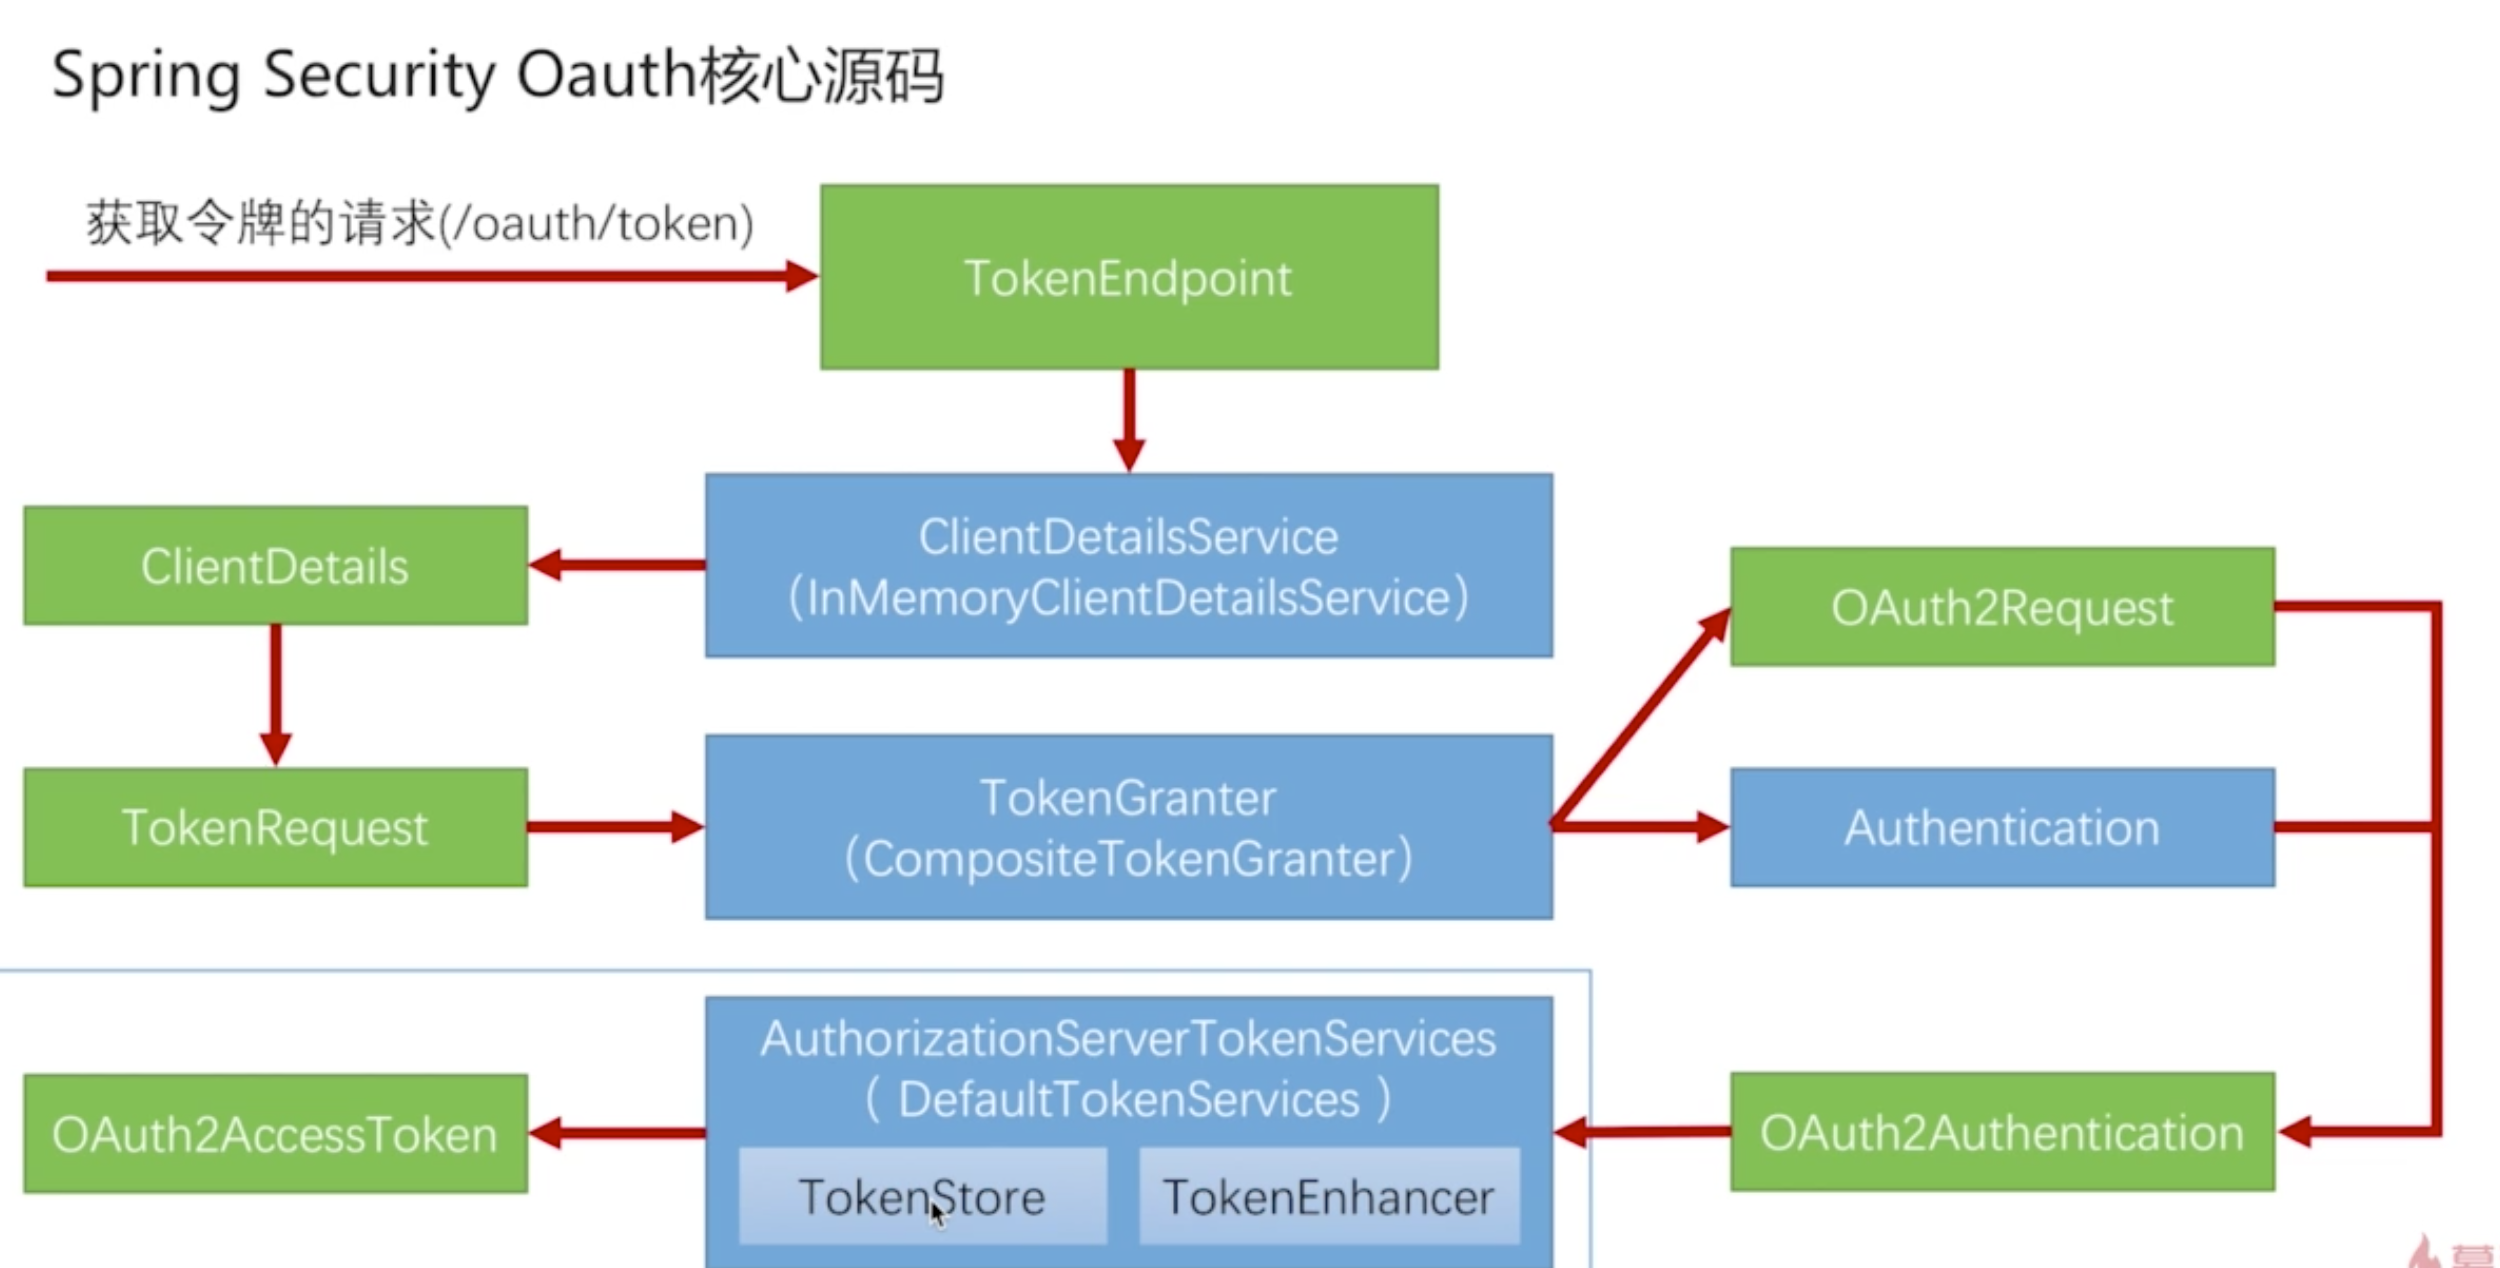 Spring Security Oauth核心源码
获取令牌的请求(/oauth/token)
TokenEndpoint
ClientDetails
ClientDetailsService
（InMemoryClientDetailsService）
OAuth2Request
TokenRequest
TokenGranter
（CompositeTokenGranter）
Authentication
OAuth2AccessToken
AuthorizationServerTokenServices
（ DefaultTokenServices ）
TokenStore
TokenEnhancer
OAuth2Authentication